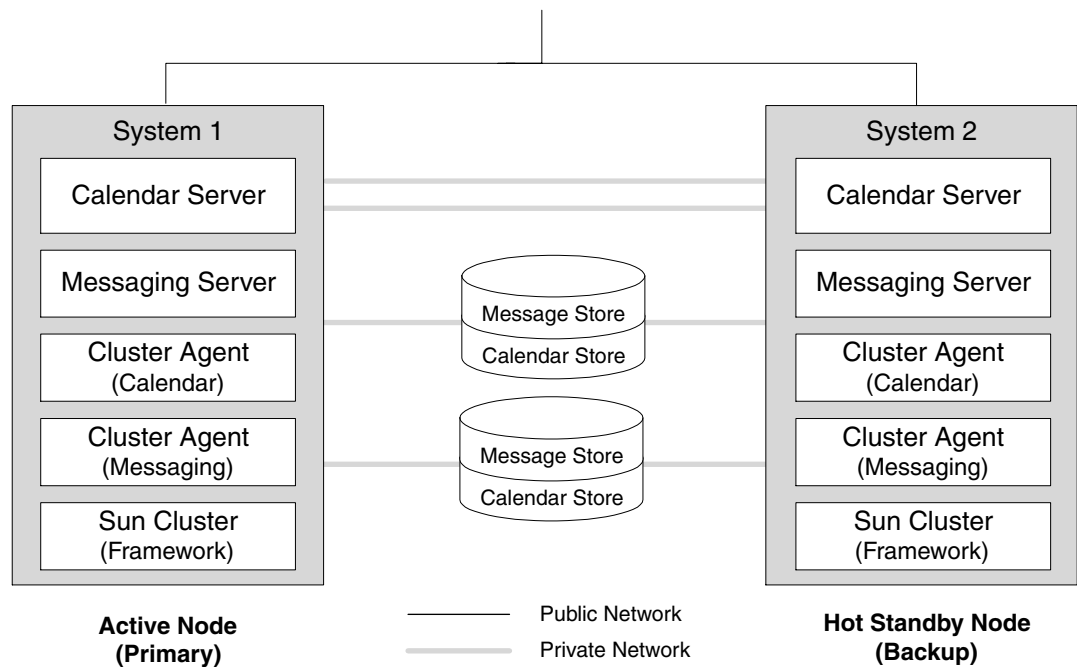 System 1
Calendar Server
Messaging Server
Cluster Agent
(Calendar)
Cluster Agent
(Messaging)
Sun Cluster
(Framework)
Active Node
(Primary)
Message Store
Calendar Store
Message Store
Calendar Store
Public Network
Private Network
System 2
Calendar Server
Messaging Server
Cluster Agent
(Calendar)
Cluster Agent
(Messaging)
Sun Cluster
(Framework)
Hot Standby Node
(Backup)